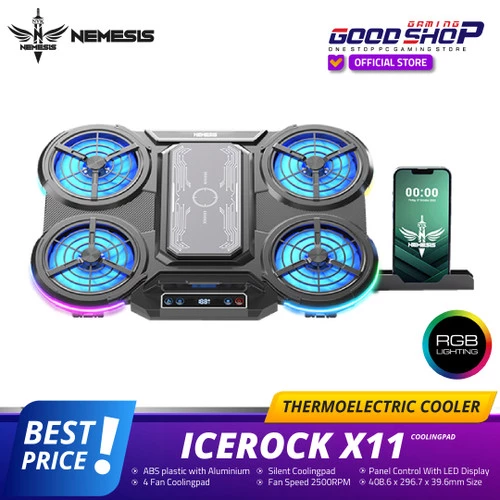 NEMESIS
NEMESIS
GAMING
GOODSHOP
ONE STOP PC GAMING STORE
OFFICIAL STORE
NEMESIS
00:00
NEMESIS
RGB
LIGHTING
THERMOELECTRIC COOLER
BEST
PRICE!
ICEROCK X11
COOLINGPAD
• ABS plastic with Aluminium
• Silent Coolingpad
• Panel Control With LED Display
• 4 Fan Coolingpad
• Fan Speed 2500RPM
• 408.6 x 296.7 x 39.6mm Size